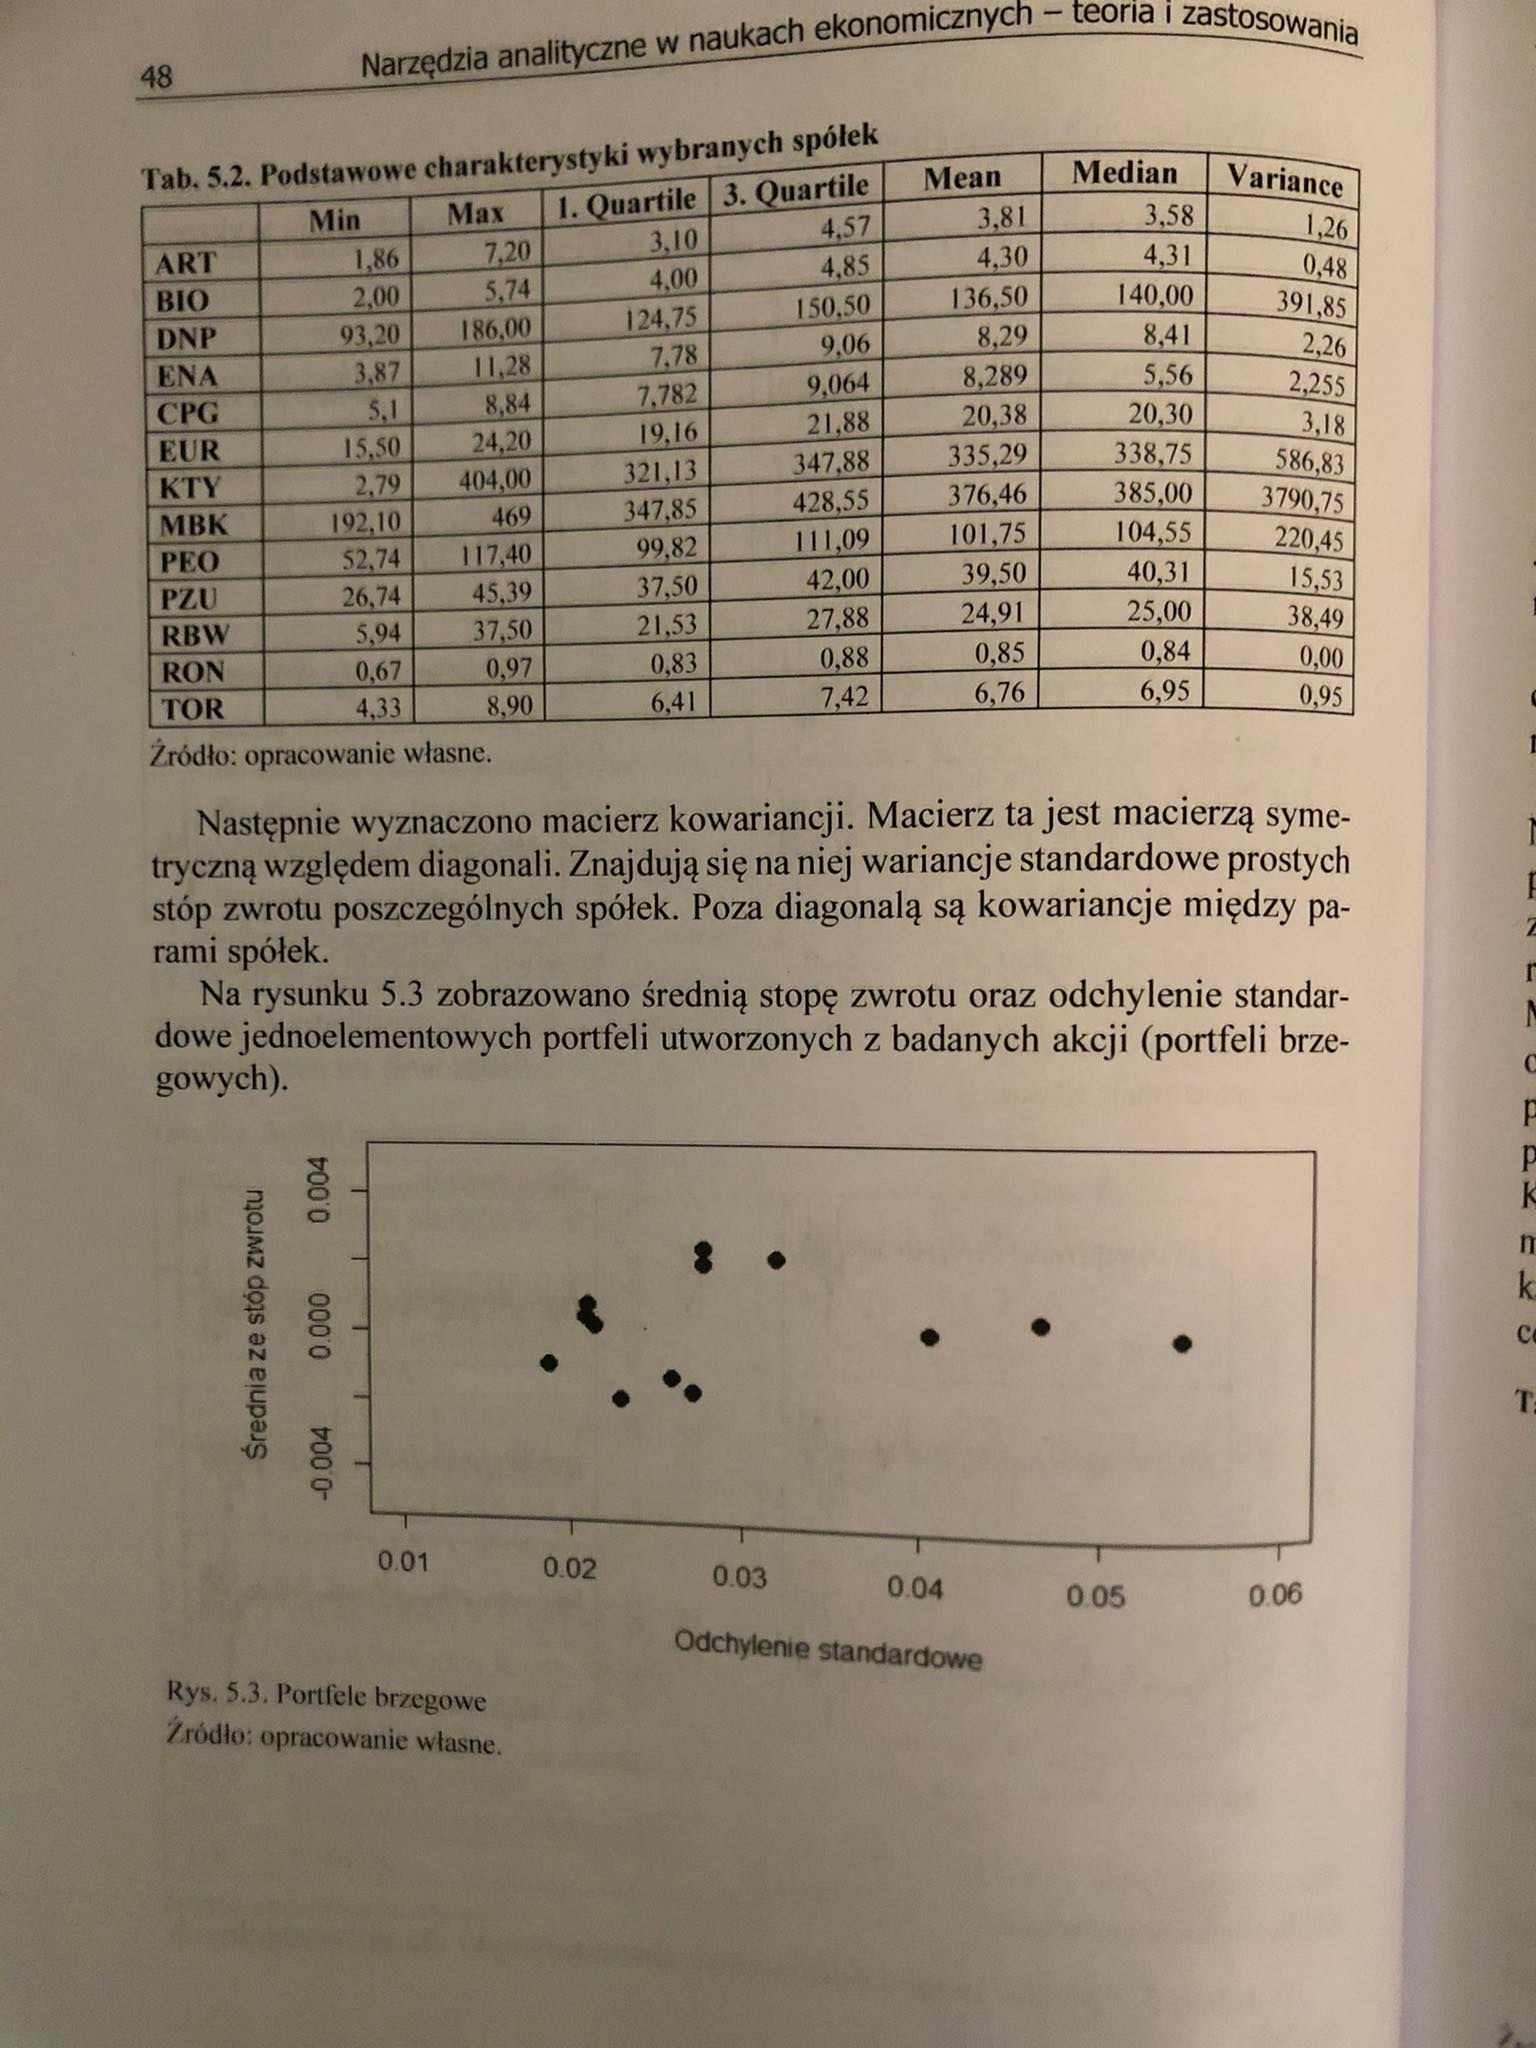 48 Narzędzia analityczne w naukach ekonomicznych – teoria i zastosowania
Tab. 5.2. Podstawowe charakterystyki wybranych spółek
Min Max 1. Quartile 3. Quartile Mean Median Variance
ART 1,86 7,20 3,10 4,57 3,81 3,58 1,26
BIO 2,00 5,74 4,00 4,85 4,30 4,31 0,48
DNP 93,20 186,00 124,75 150,50 136,50 140,00 391,85
ENA 3,87 11,28 7,78 9,06 8,29 8,41 2,26
CPG 5,1 8,84 7,782 9,064 8,289 5,56 2,255
EUR 15,50 24,20 19,16 21,88 20,38 20,30 3,18
KTY 2,79 404,00 321,13 347,88 335,29 338,75 586,83
MBK 192,10 469 347,85 428,55 376,46 385,00 3790,75
PEO 52,74 117,40 99,82 111,09 101,75 104,55 220,45
PZU 26,74 45,39 37,50 42,00 39,50 40,31 15,53
RBW 5,94 37,50 21,53 27,88 24,91 25,00 38,49
RON 0,67 0,97 0,83 0,88 0,85 0,84 0,00
TOR 4,33 8,90 6,41 7,42 6,76 6,95 0,95
Źródło: opracowanie własne.
Następnie wyznaczono macierz kowariancji. Macierz ta jest macierzą syme-
tryczną względem diagonali. Znajdują się na niej wariancje standardowe prostych
stóp zwrotu poszczególnych spółek. Poza diagonalą są kowariancje między pa-
rami spółek.
Na rysunku 5.3 zobrazowano średnią stopę zwrotu oraz odchylenie standar-
dowe jednoelementowych portfeli utworzonych z badanych akcji (portfeli brze-
gowych).
Średnia ze stóp zwrotu
0.004
0.000
-0.004
0.01 0.02 0.03 0.04 0.05 0.06
Odchylenie standardowe
Rys. 5.3. Portfele brzegowe
Źródło: opracowanie własne.